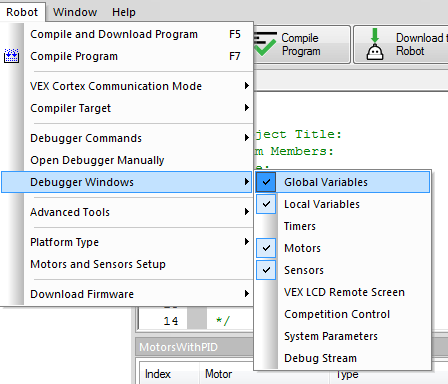 Robot Window Help
Compile and Download Program F5
Compile Program F7
VEX Cortex Communication Mode
Compiler Target
Debugger Commands
Open Debugger Manually
Debugger Windows
Advanced Tools
Platform Type
Motors and Sensors Setup
Download Firmware
Compile
Program
Download t
Robot
ject Title:
m Members:
Global Variables
Local Variables
Timers
Motors
Sensors
VEX LCD Remote Screen
Competition Control
System Parameters
Debug Stream
14 */
MotorsWithPID
Index Motor Type